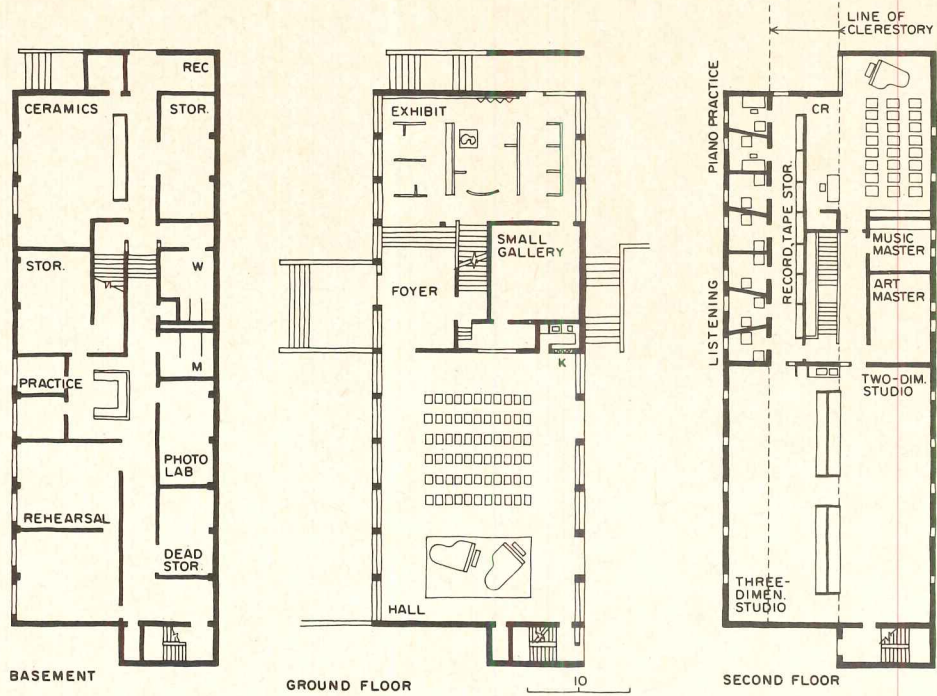 REC
CERAMICS
STOR.
STOR.
W
M
PRACTICE
PHOTO
LAB
REHEARSAL
DEAD
STOR.
BASEMENT
EXHIBIT
SMALL
GALLERY
FOYER
K
HALL
GROUND FLOOR
10
LINE OF
CLERESTORY
PIANO PRACTICE
CR
RECORD, TAPE STOR.
LISTENING
MUSIC
MASTER
ART
MASTER
TWO-DIM.
STUDIO
THREE-
DIMEN.
STUDIO
SECOND FLOOR